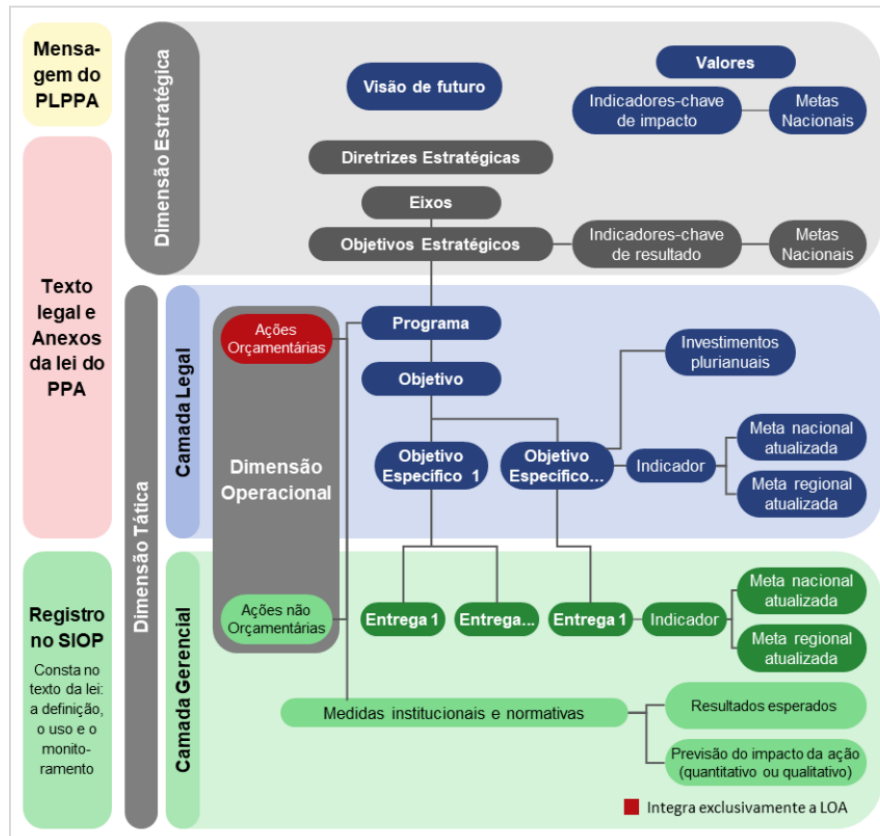 Mensa-
gem do
PLPPA
Texto
legal e
Anexos
da lei do
PPA
Registro
no SIOP
Consta no
texto da lei:
a definição,
o uso e o
monito-
ramento
Dimensão Estratégica
Visão de futuro
Valores
Indicadores-chave
de impacto
Metas
Nacionais
Diretrizes Estratégicas
Eixos
Objetivos Estratégicos
Indicadores-chave
de resultado
Metas
Nacionais
Dimensão Tática
Camada Legal
Ações
Orçamentárias
Dimensão
Operacional
Ações não
Orçamentárias
Programa
Objetivo
Investimentos
plurianuais
Objetivo
Específico 1
Objetivo
Específico...
Indicador
Meta nacional
atualizada
Meta regional
atualizada
Camada Gerencial
Entrega 1
Entrega...
Entrega 1
Indicador
Meta nacional
atualizada
Meta regional
atualizada
Medidas institucionais e normativas
Resultados esperados
Previsão do impacto da ação
(quantitativo ou qualitativo)
Integra exclusivamente a LOA